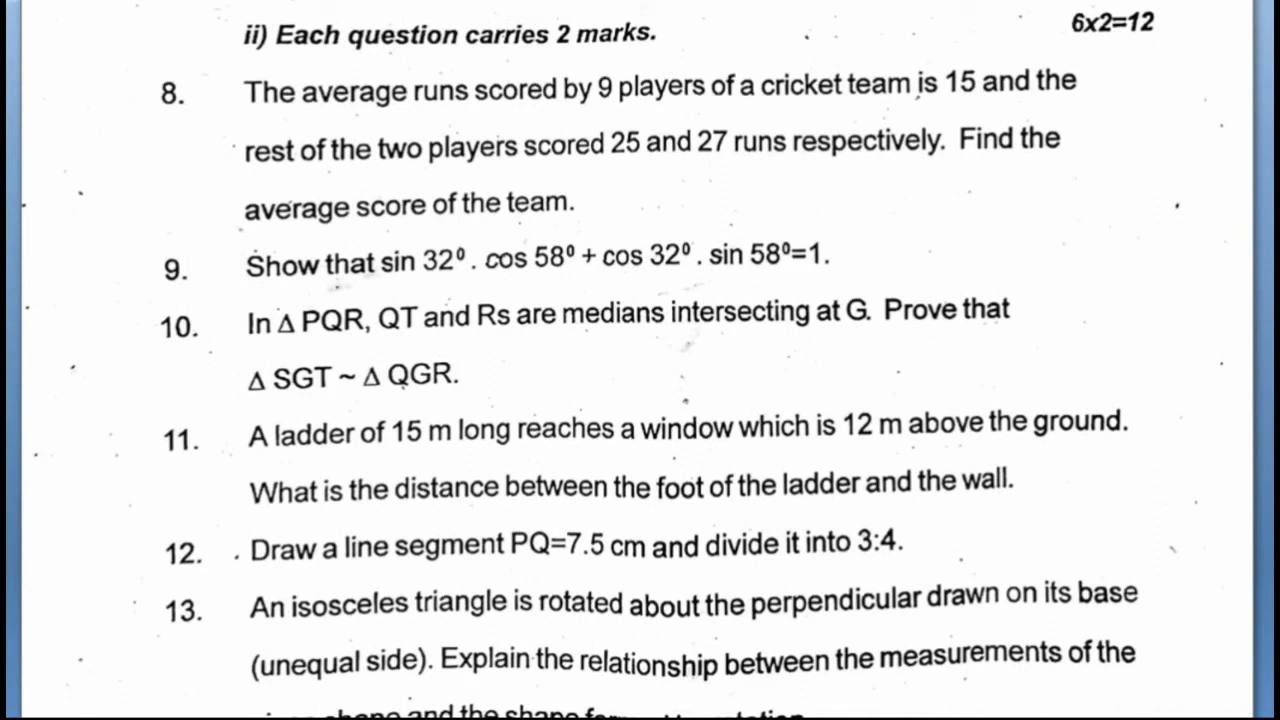 ii) Each question carries 2 marks. 6x2=12
8. The average runs scored by 9 players of a cricket team is 15 and the
rest of the two players scored 25 and 27 runs respectively. Find the
average score of the team.
9. Show that sin 32⁰ . cos 58⁰ + cos 32⁰ . sin 58⁰=1.
10. In Δ PQR, QT and Rs are medians intersecting at G. Prove that
Δ SGT ~ Δ QGR.
11. A ladder of 15 m long reaches a window which is 12 m above the ground.
What is the distance between the foot of the ladder and the wall.
12. Draw a line segment PQ=7.5 cm and divide it into 3:4.
13. An isosceles triangle is rotated about the perpendicular drawn on its base
(unequal side). Explain the relationship between the measurements of the
shape and the shape